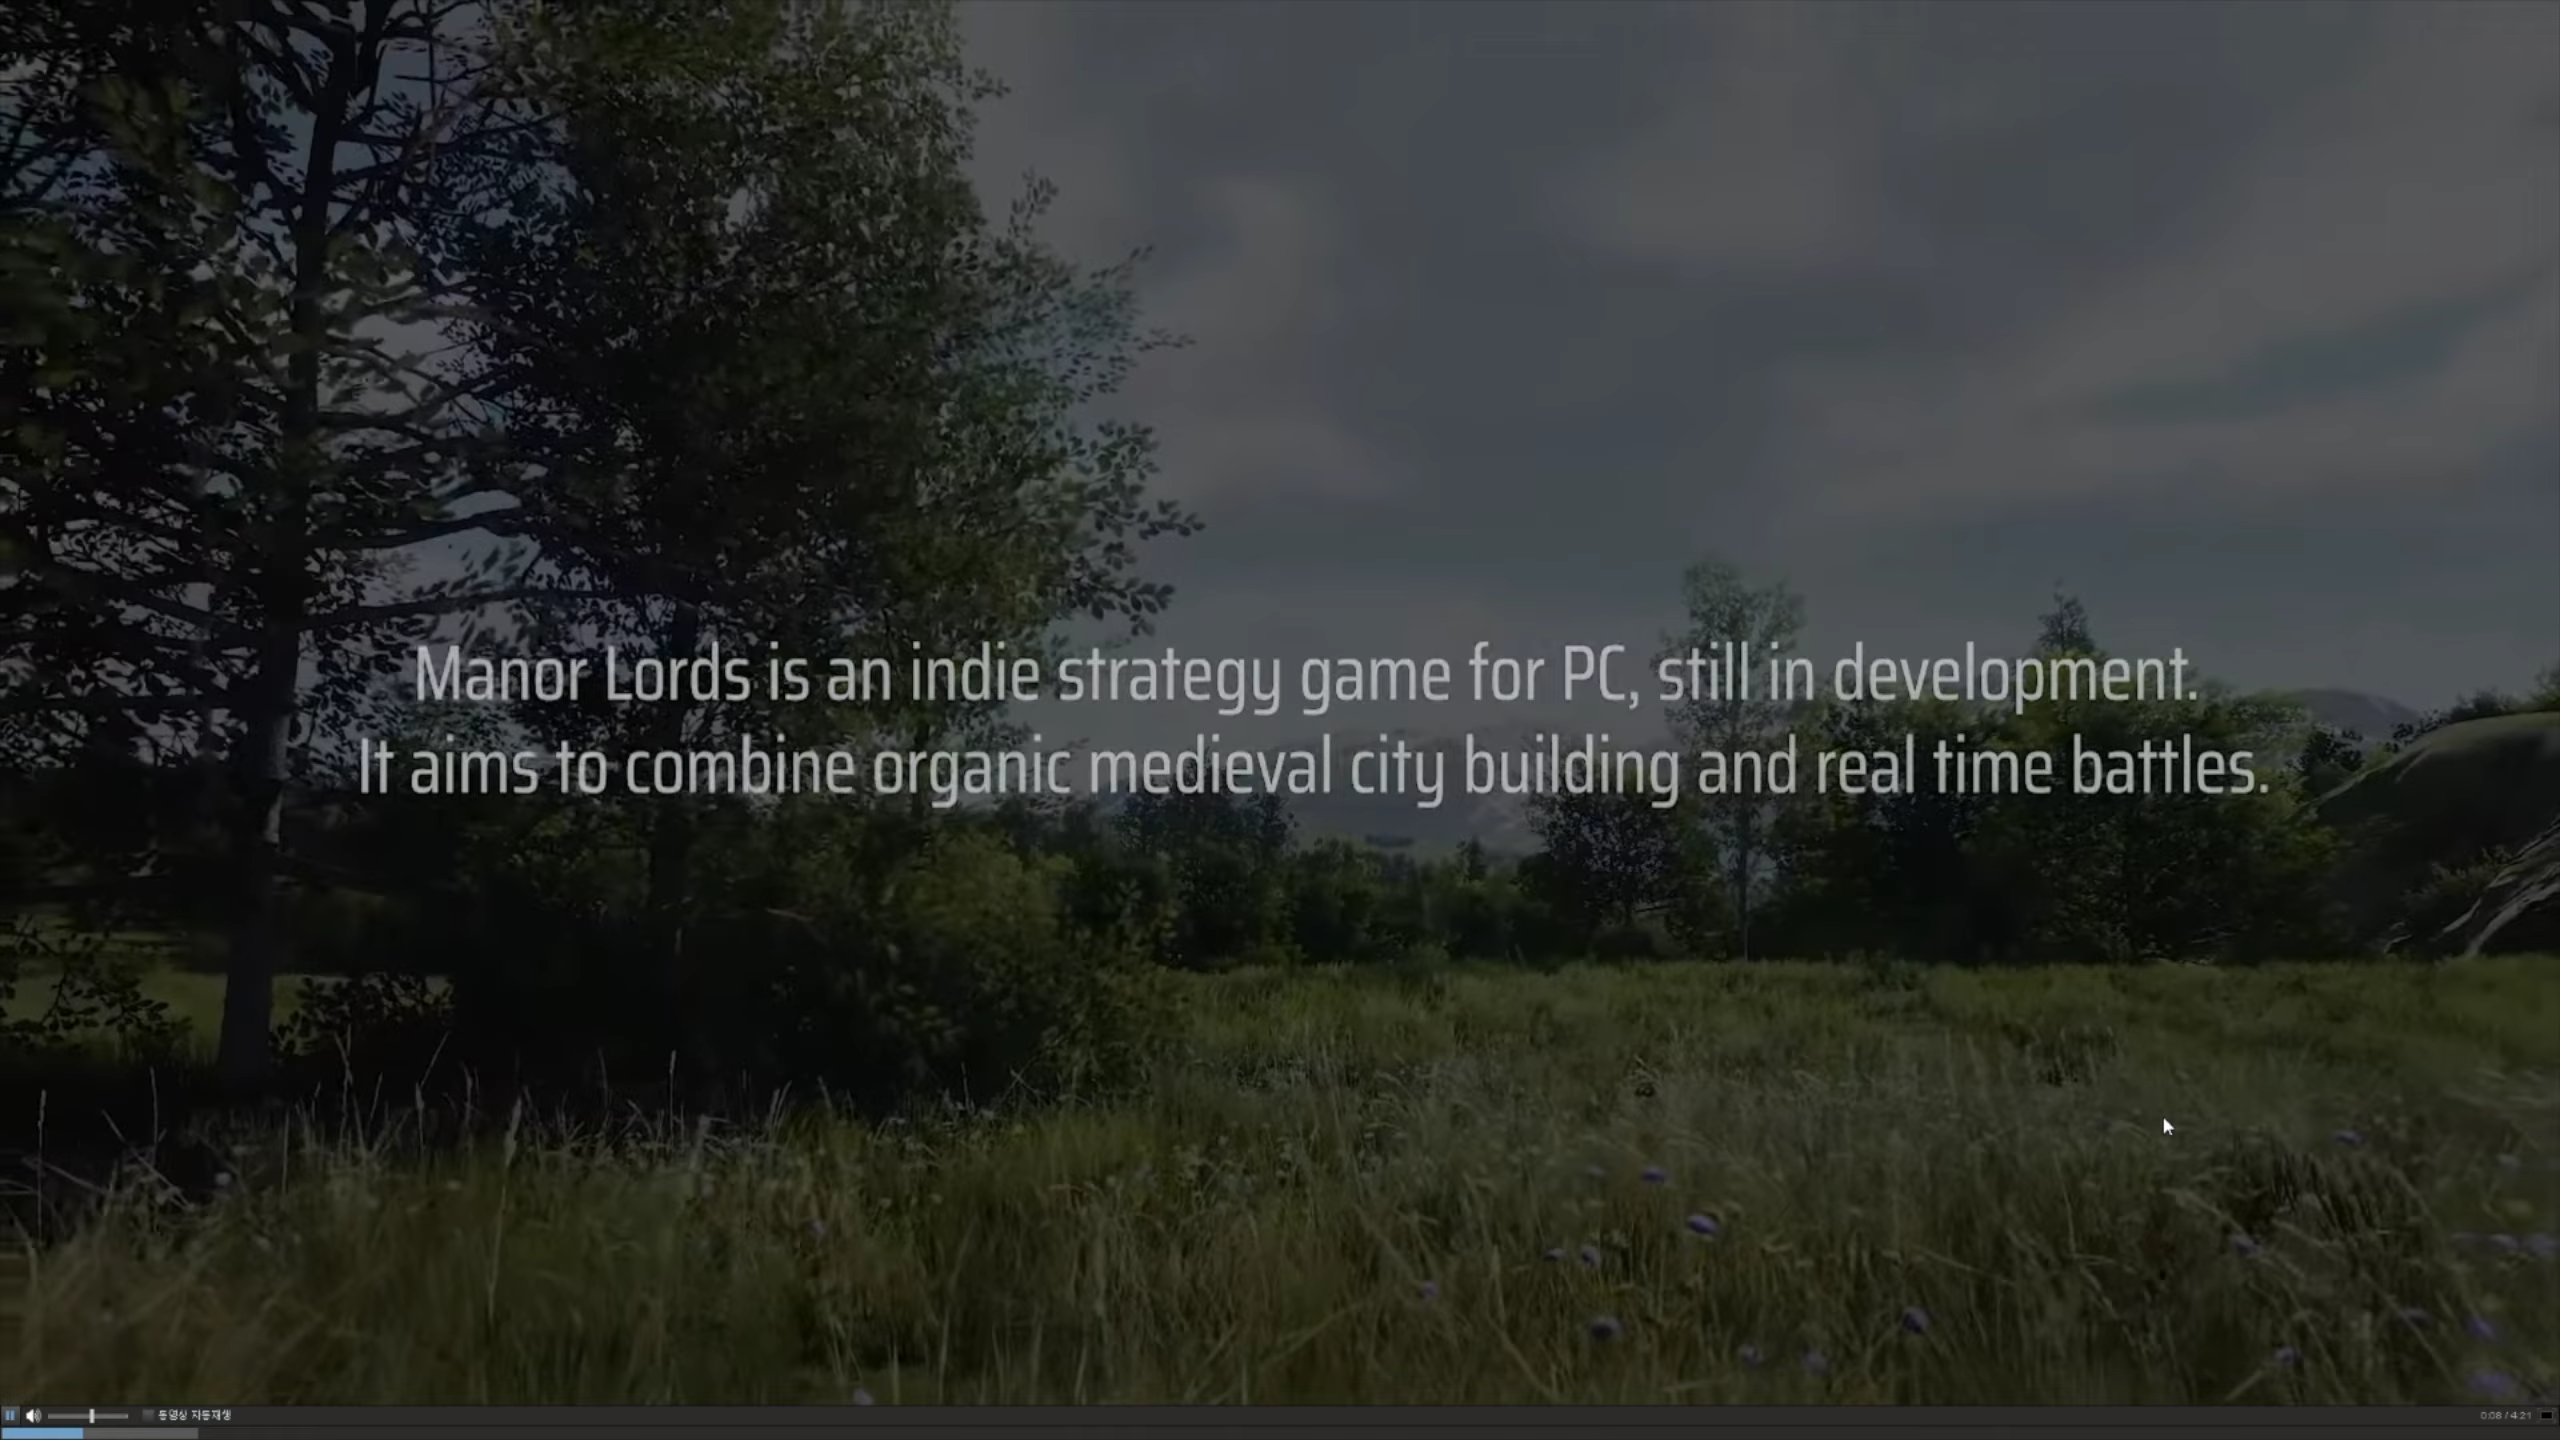 Manor Lords is an indie strategy game for PC, still in development.
It aims to combine organic medieval city building and real time battles.
동영상 자동재생
0:08 / 4:21